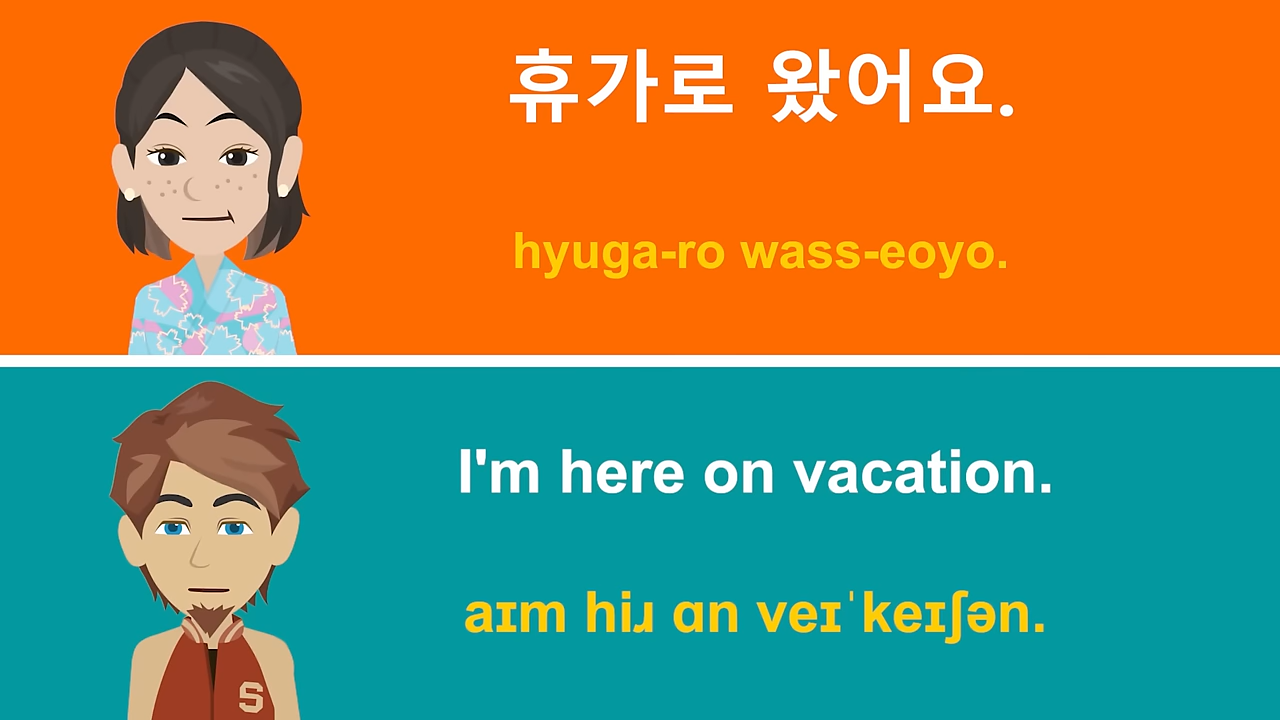 휴가로 왔어요.
hyuga-ro wass-eoyo.
I'm here on vacation.
aɪm hiɹ ɑn veɪˈkeɪʃən.
S